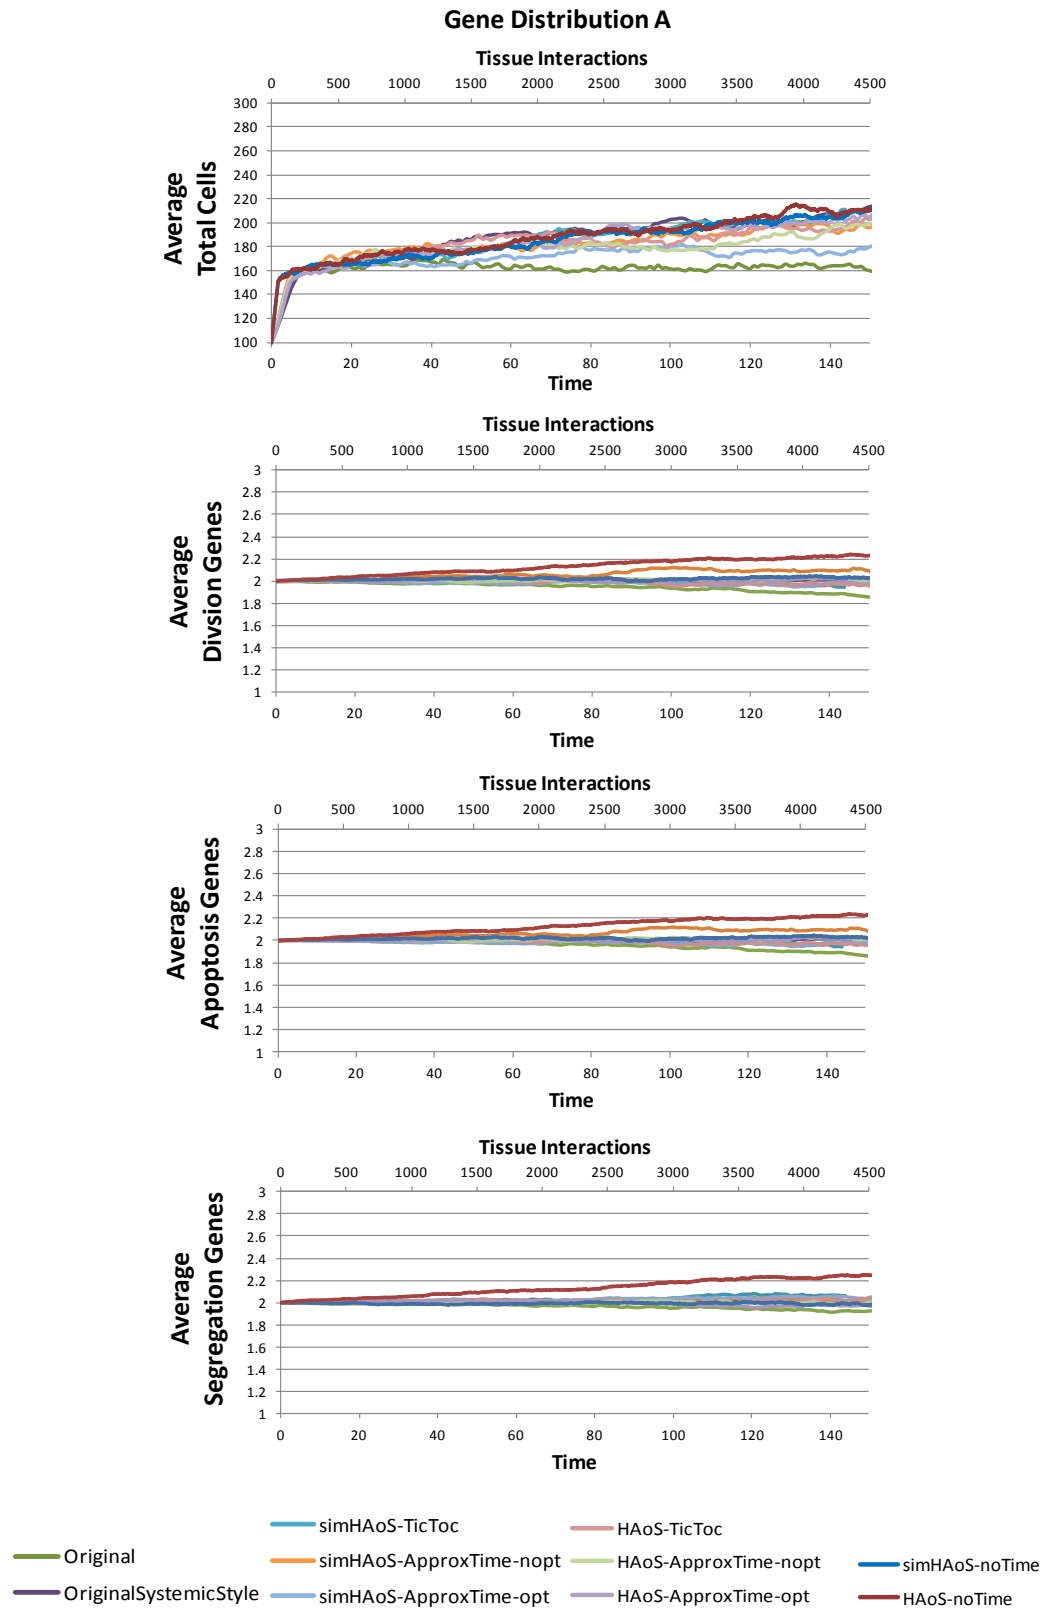 Gene Distribution A
Tissue Interactions
0 500 1000 1500 2000 2500 3000 3500 4000 4500
300
280
260
240
220
200
180
160
140
120
100
Average
Total Cells
0 20 40 60 80 100 120 140
Time
Tissue Interactions
0 500 1000 1500 2000 2500 3000 3500 4000 4500
3
2.8
2.6
2.4
2.2
2
1.8
1.6
1.4
1.2
1
Average
Divsion Genes
0 20 40 60 80 100 120 140
Time
Tissue Interactions
0 500 1000 1500 2000 2500 3000 3500 4000 4500
3
2.8
2.6
2.4
2.2
2
1.8
1.6
1.4
1.2
1
Average
Apoptosis Genes
0 20 40 60 80 100 120 140
Time
Tissue Interactions
0 500 1000 1500 2000 2500 3000 3500 4000 4500
3
2.8
2.6
2.4
2.2
2
1.8
1.6
1.4
1.2
1
Average
Segregation Genes
0 20 40 60 80 100 120 140
Time
simHAoS-TicToc HAoS-TicToc
Original simHAoS-ApproxTime-nopt HAoS-ApproxTime-nopt simHAoS-noTime
OriginalSystemicStyle simHAoS-ApproxTime-opt HAoS-ApproxTime-opt HAoS-noTime